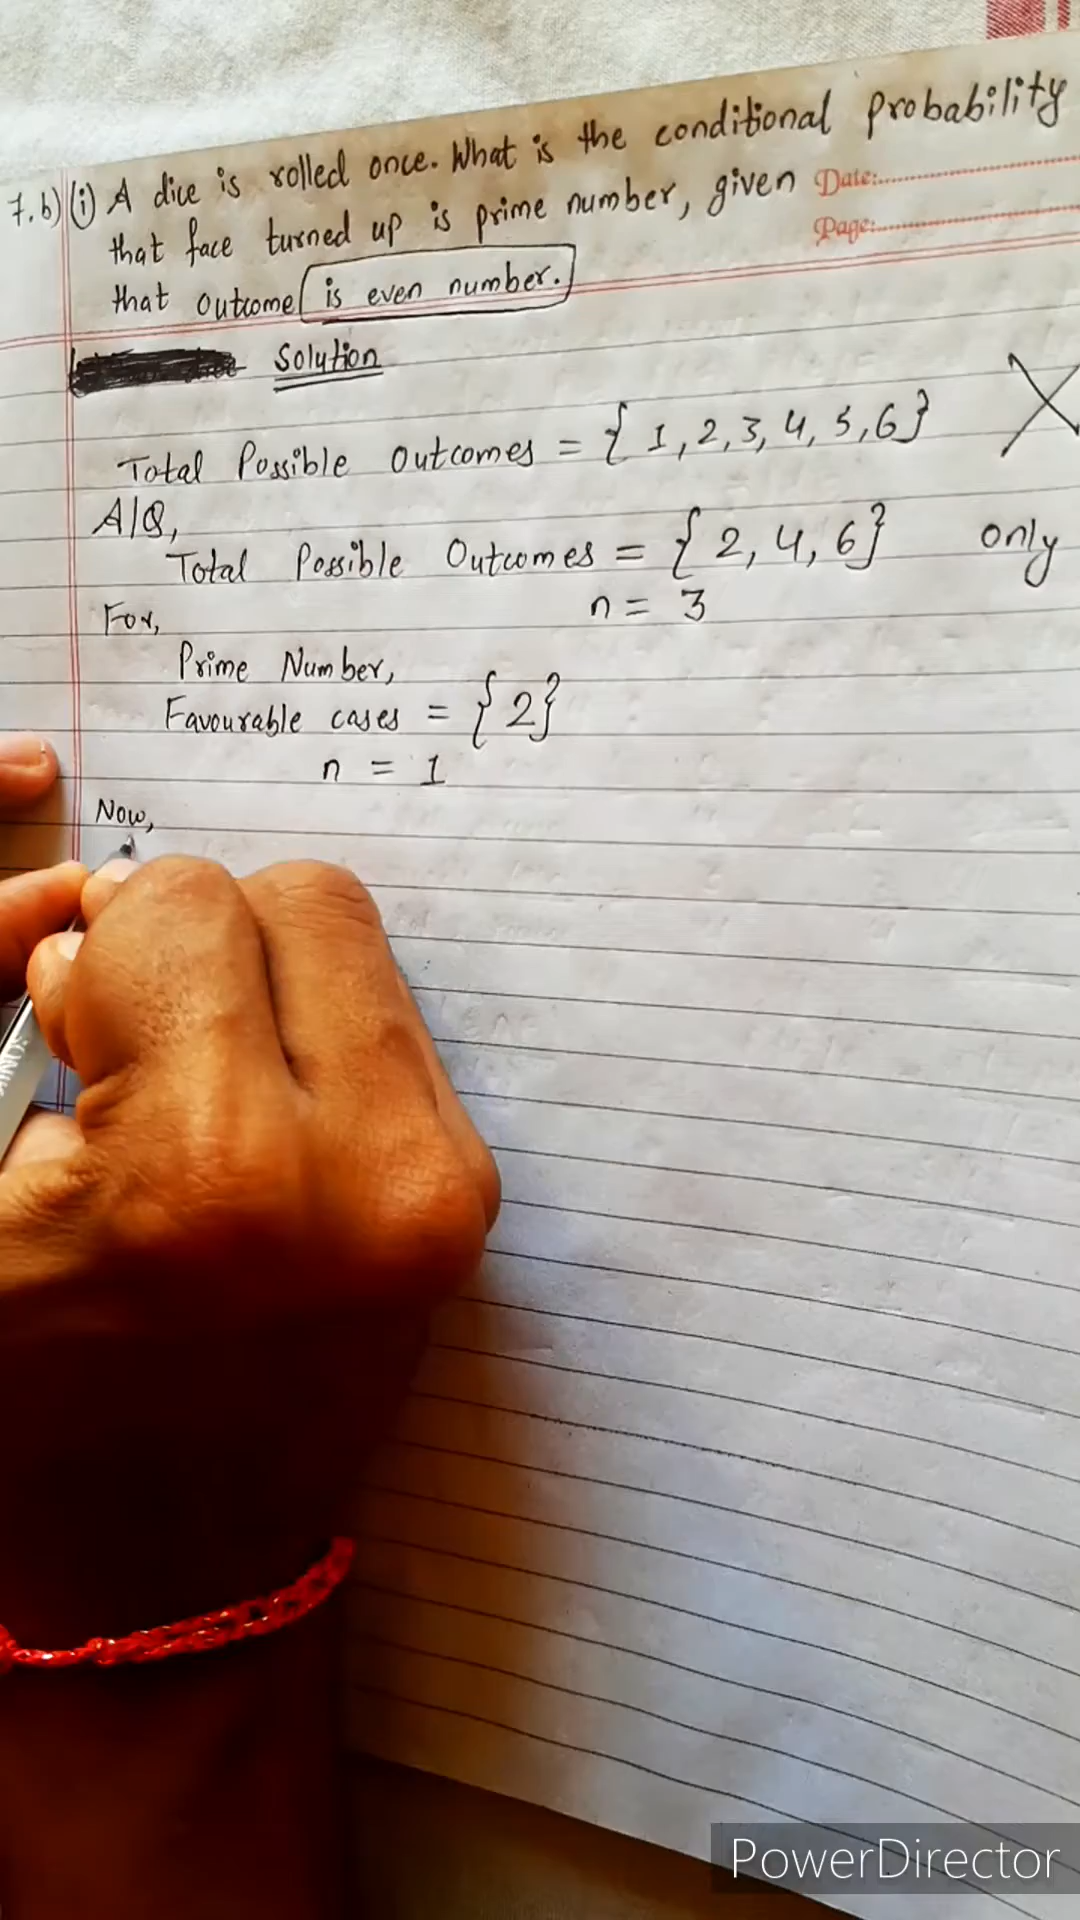 7.b) (i) A dice is rolled once. What is the conditional probability
that face turned up is prime number, given
Date:
that outcome is even number.
Page:
Solution
Total Possible Outcomes = { 1, 2, 3, 4, 5, 6 }
A/Q,
Total Possible Outcomes = { 2, 4, 6 } only
n = 3
For,
Prime Number,
Favourable cases = { 2 }
n = 1
Now,
PowerDirector